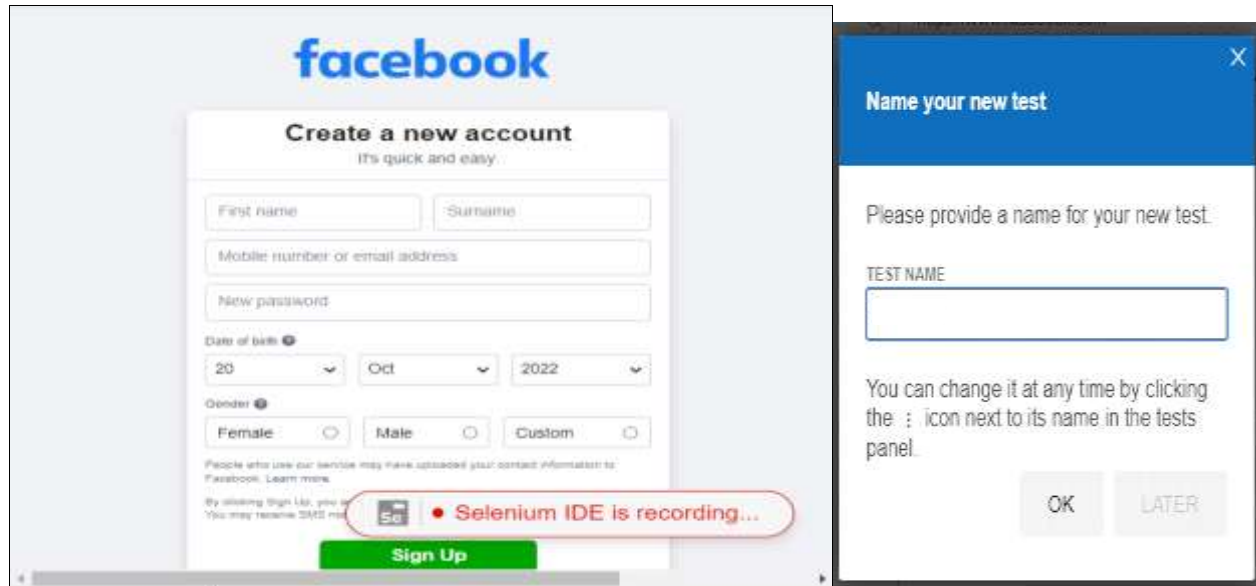 facebook
Create a new account
It's quick and easy
First name Surname
Mobile number or email address
New password
Date of birth
20 Oct 2022
Gender
Female Male Custom
People who use our service may have uploaded your contact information to
Facebook. Learn more.
By clicking Sign Up, you
You may receive SMS
Se Selenium IDE is recording...
Sign Up
X
Name your new test
Please provide a name for your new test.
TEST NAME
You can change it at any time by clicking
the : icon next to its name in the tests
panel.
OK LATER